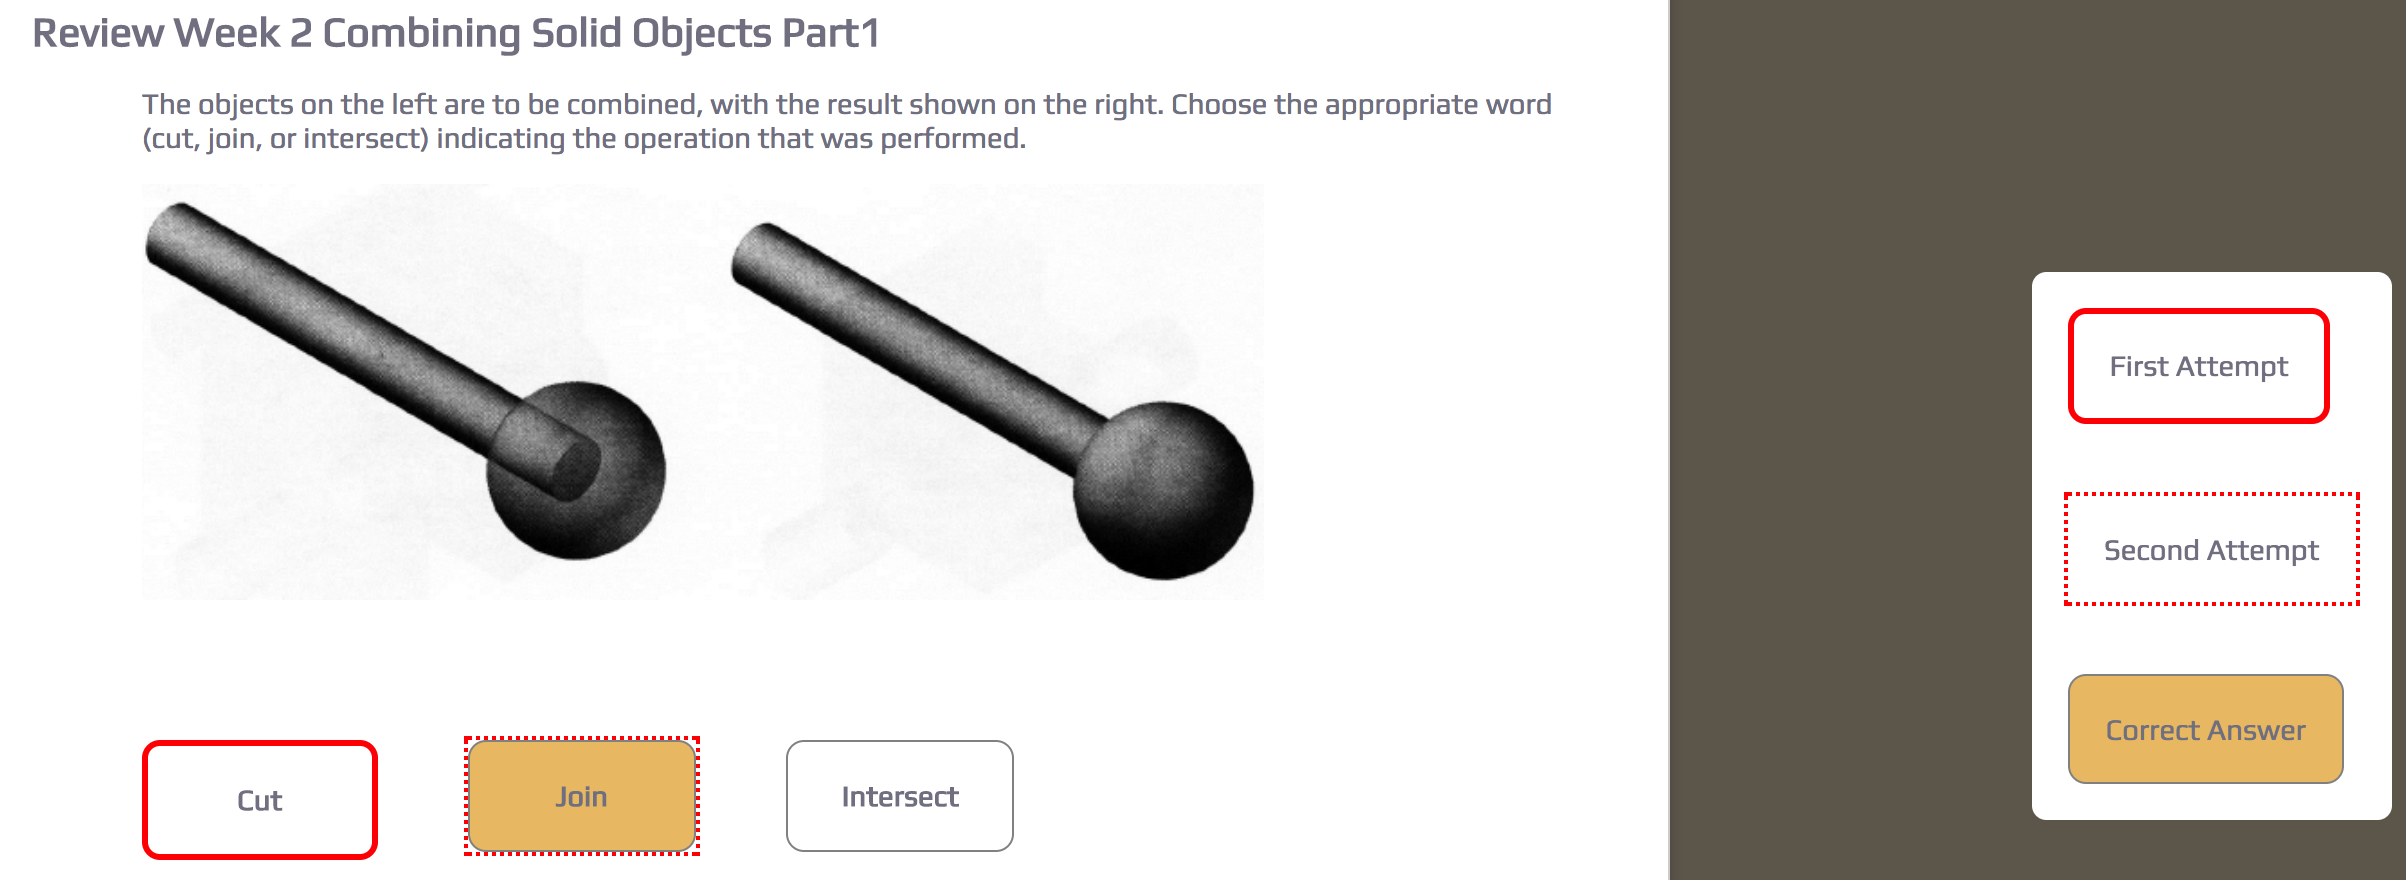 Review Week 2 Combining Solid Objects Part1
The objects on the left are to be combined, with the result shown on the right. Choose the appropriate word
(cut, join, or intersect) indicating the operation that was performed.
First Attempt
Second Attempt
Correct Answer
Cut
Join
Intersect